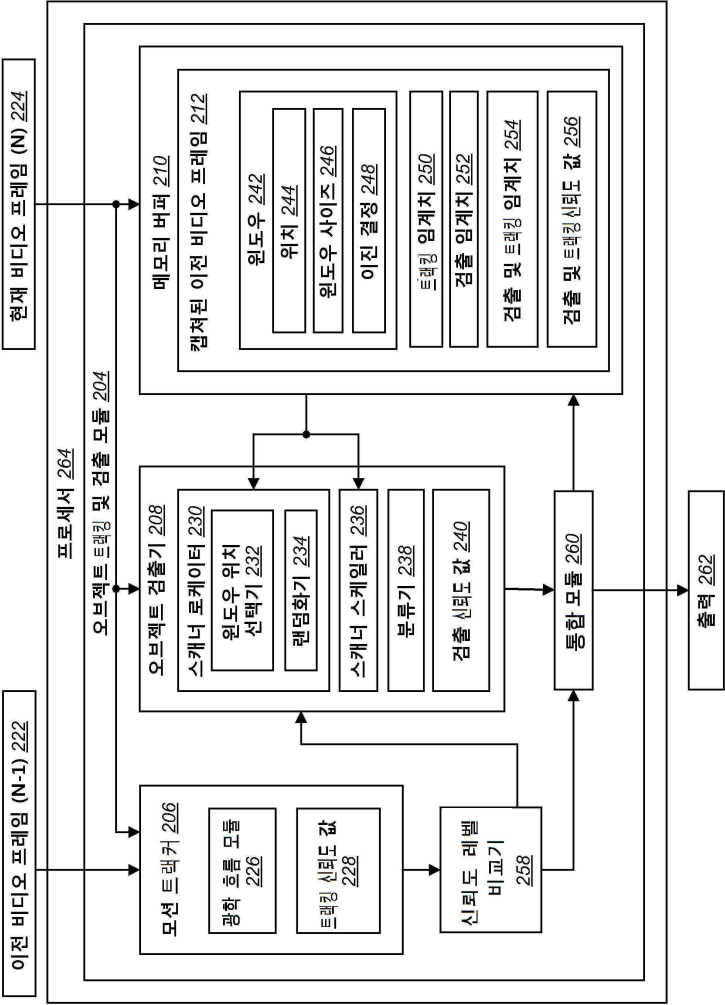 이전 비디오 프레임 (N-1) 222
현재 비디오 프레임 (N) 224
프로세서 264
오브젝트 트래킹 및 검출 모듈 204
모션 트래커 206
광학 흐름 모듈
226
트래킹 신뢰도 값
228
신뢰도 레벨
비교기
258
오브젝트 검출기 208
스캐너 로케이터 230
윈도우 위치
선택기 232
랜덤화기 234
스캐너 스케일러 236
분류기 238
검출 신뢰도 값 240
메모리 버퍼 210
캡쳐된 이전 비디오 프레임 212
윈도우 242
위치 244
윈도우 사이즈 246
이진 결정 248
트래킹 임계치 250
검출 임계치 252
검출 및 트래킹 임계치 254
검출 및 트래킹 신뢰도 값 256
통합 모듈 260
출력 262